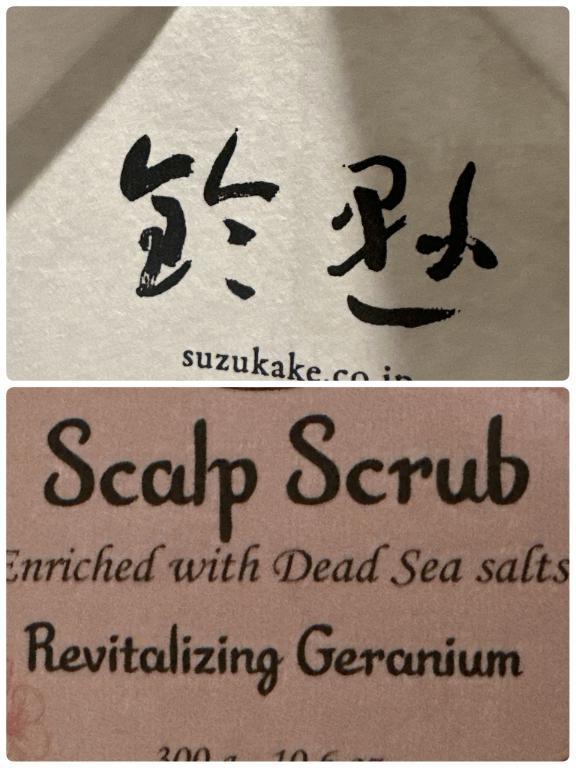 鈴懸
suzukake.co.jp
Scalp Scrub
Enriched with Dead Sea salts
Revitalizing Geranium